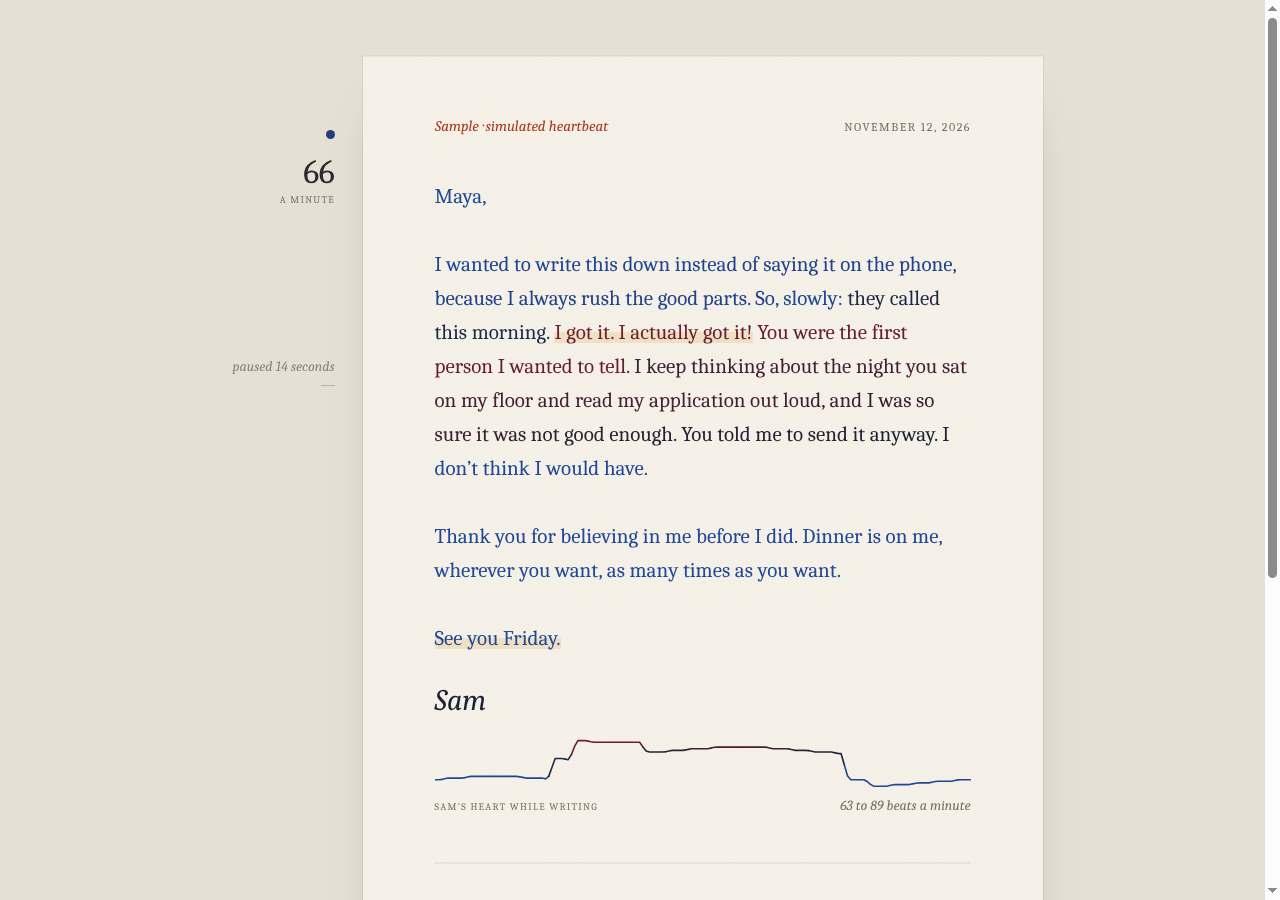 Sample · simulated heartbeat
NOVEMBER 12, 2026
66
A MINUTE
Maya,
I wanted to write this down instead of saying it on the phone,
because I always rush the good parts. So, slowly: they called
this morning. I got it. I actually got it! You were the first
paused 14 seconds
person I wanted to tell. I keep thinking about the night you sat
on my floor and read my application out loud, and I was so
sure it was not good enough. You told me to send it anyway. I
don’t think I would have.
Thank you for believing in me before I did. Dinner is on me,
wherever you want, as many times as you want.
See you Friday.
Sam
SAM’S HEART WHILE WRITING
63 to 89 beats a minute